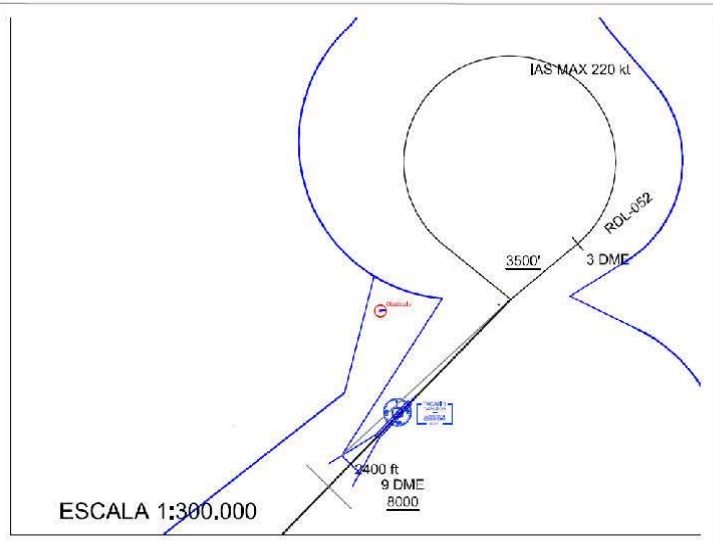 IAS MAX 220 kt
RDL-052
3500'
3 DME
2400 ft
9 DME
8000
ESCALA 1:300.000